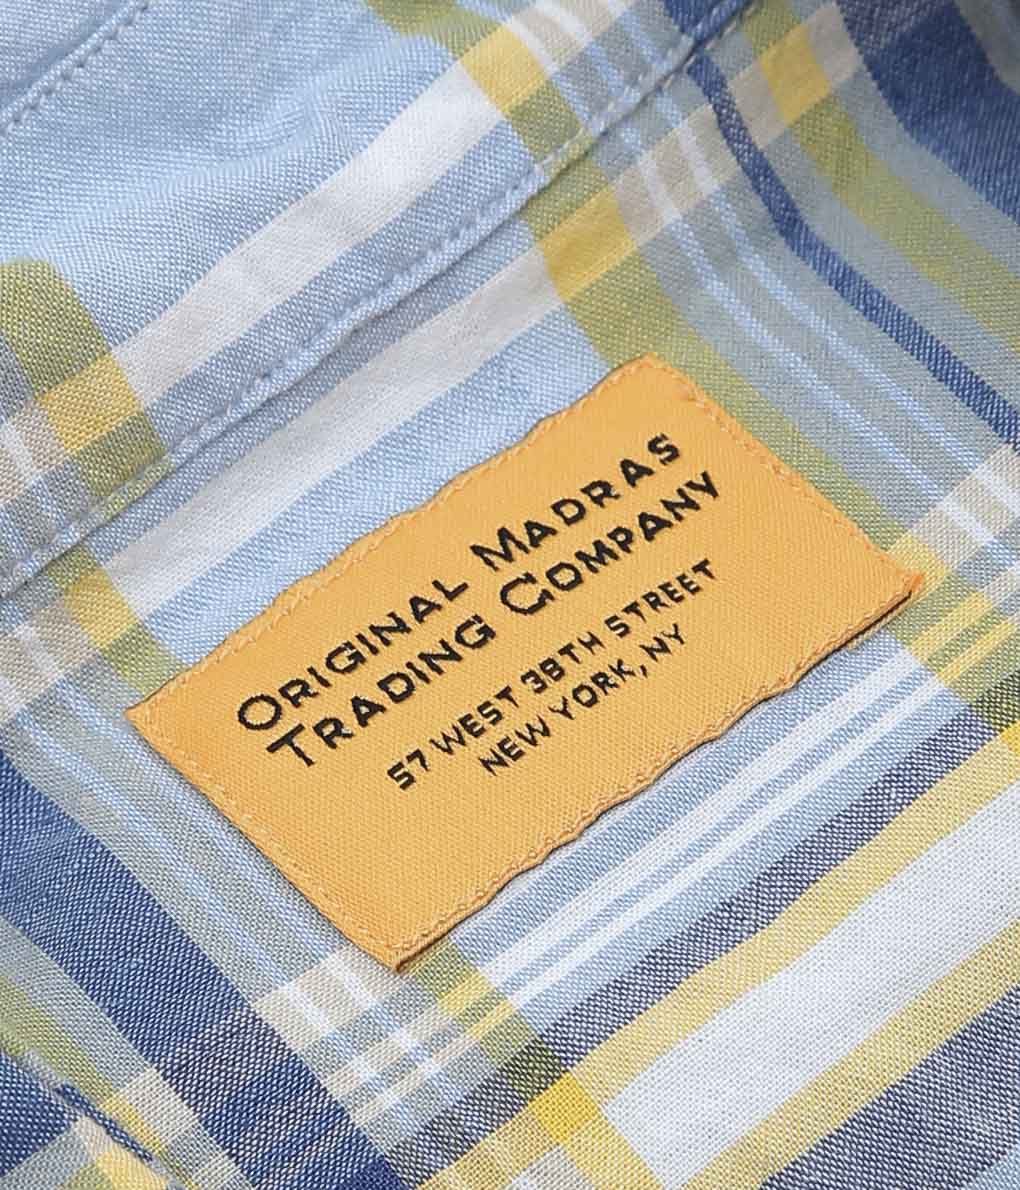 ORIGINAL MADRAS
TRADING COMPANY
57 WEST 38TH STREET
NEW YORK, NY